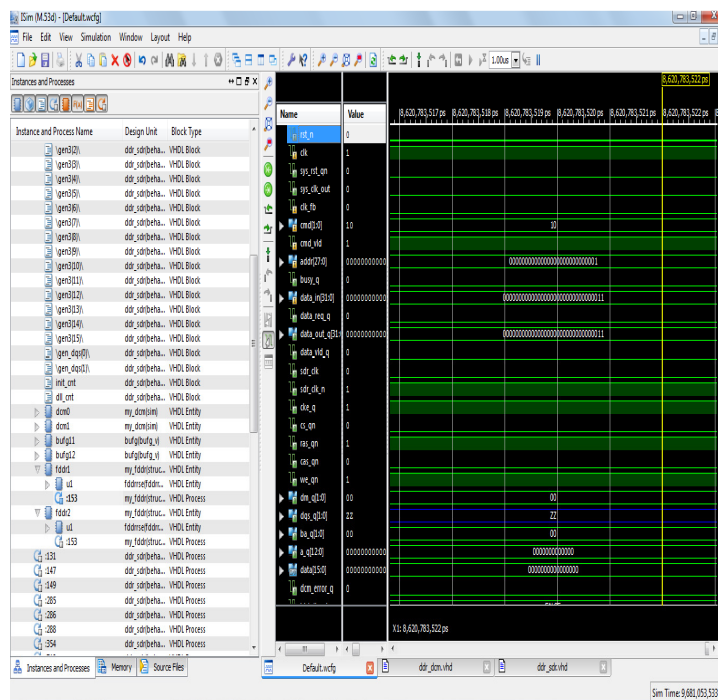 ISim (M.53d) - [Default.wcfg]
File Edit View Simulation Window Layout Help
1.00us
Instances and Processes
8,620,783,522 ps
Name Value
8,620,783,517 ps 8,620,783,518 ps 8,620,783,519 ps 8,620,783,520 ps 8,620,783,521 ps 8,620,783,522 ps
Instance and Process Name Design Unit Block Type
\gen3(2)\ ddr_sdr(beha... VHDL Block
\gen3(3)\ ddr_sdr(beha... VHDL Block
\gen3(4)\ ddr_sdr(beha... VHDL Block
\gen3(5)\ ddr_sdr(beha... VHDL Block
\gen3(6)\ ddr_sdr(beha... VHDL Block
\gen3(7)\ ddr_sdr(beha... VHDL Block
\gen3(8)\ ddr_sdr(beha... VHDL Block
\gen3(9)\ ddr_sdr(beha... VHDL Block
\gen3(10)\ ddr_sdr(beha... VHDL Block
\gen3(11)\ ddr_sdr(beha... VHDL Block
\gen3(12)\ ddr_sdr(beha... VHDL Block
\gen3(13)\ ddr_sdr(beha... VHDL Block
\gen3(14)\ ddr_sdr(beha... VHDL Block
\gen3(15)\ ddr_sdr(beha... VHDL Block
\gen_dqs(0)\ ddr_sdr(beha... VHDL Block
\gen_dqs(1)\ ddr_sdr(beha... VHDL Block
init_cnt ddr_sdr(beha... VHDL Block
dll_cnt ddr_sdr(beha... VHDL Block
dcm0 my_dcm(sim) VHDL Entity
dcm1 my_dcm(sim) VHDL Entity
bufg11 bufg(bufg_v) VHDL Entity
bufg12 bufg(bufg_v) VHDL Entity
fddr1 my_fddr(struc... VHDL Entity
u1 fddrrse(fddrr... VHDL Entity
:153 my_fddr(struc... VHDL Process
fddr2 my_fddr(struc... VHDL Entity
u1 fddrrse(fddrr... VHDL Entity
:153 my_fddr(struc... VHDL Process
:131 ddr_sdr(beha... VHDL Process
:147 ddr_sdr(beha... VHDL Process
:149 ddr_sdr(beha... VHDL Process
:285 ddr_sdr(beha... VHDL Process
:286 ddr_sdr(beha... VHDL Process
:288 ddr_sdr(beha... VHDL Process
:354 ddr_sdr(beha... VHDL Process
rst_n 0
clk 1
sys_rst_qn 0
sys_clk_out 0
clk_fb 0
cmd[1:0] 10 10
cmd_vld 1
addr[27:0] 00000000000 0000000000000000000000000001
busy_q 0
data_in[31:0] 00000000000 00000000000000000000000000000011
data_req_q 0
data_out_q[31: 00000000000 00000000000000000000000000000011
data_vld_q 0
sdr_clk 0
sdr_clk_n 1
cke_q 1
cs_qn 0
ras_qn 1
cas_qn 0
we_qn 1
dm_q[1:0] 00 00
dqs_q[1:0] ZZ ZZ
ba_q[1:0] 00 00
a_q[12:0] 00000000000 0000000000000
data[15:0] 00000000000 0000000000000000
dcm_error_q 0
X1: 8,620,783,522 ps
Instances and Processes Memory Source Files
Default.wcfg ddr_dcm.vhd ddr_sdr.vhd
Sim Time: 9,681,053,533